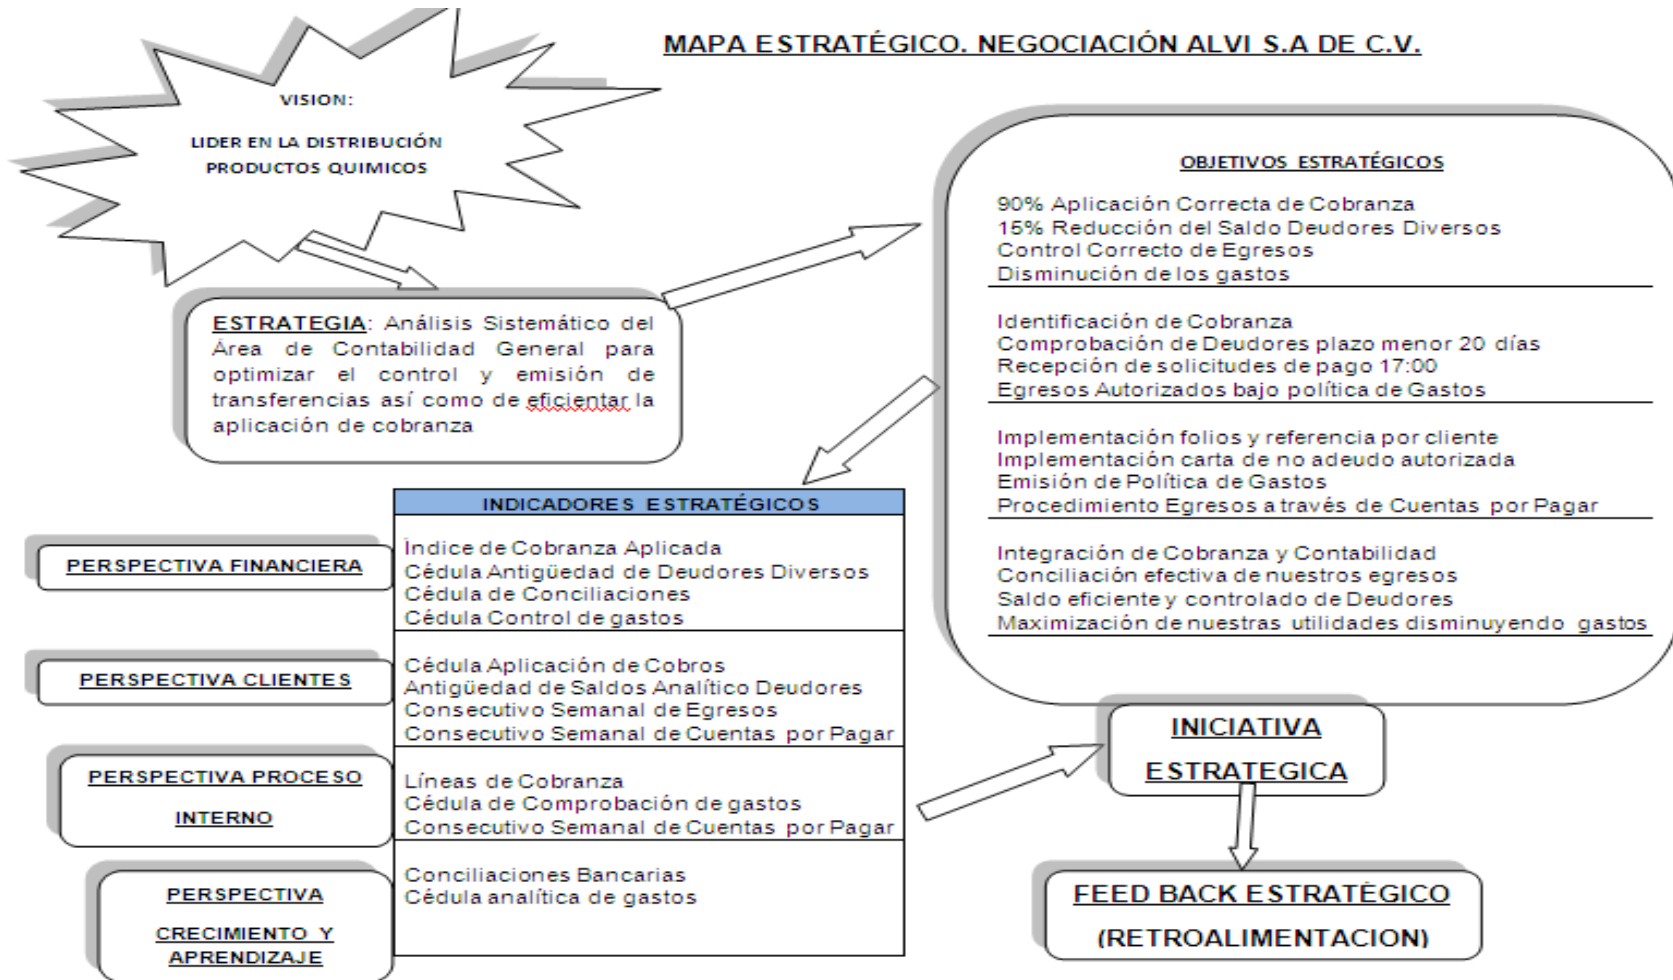 MAPA ESTRATÉGICO. NEGOCIACIÓN ALVI S.A DE C.V.
VISION:
LIDER EN LA DISTRIBUCIÓN
PRODUCTOS QUIMICOS
ESTRATEGIA: Análisis Sistemático del
Área de Contabilidad General para
optimizar el control y emisión de
transferencias así como de eficientar la
aplicación de cobranza
OBJETIVOS ESTRATÉGICOS
90% Aplicación Correcta de Cobranza
15% Reducción del Saldo Deudores Diversos
Control Correcto de Egresos
Disminución de los gastos
Identificación de Cobranza
Comprobación de Deudores plazo menor 20 días
Recepción de solicitudes de pago 17:00
Egresos Autorizados bajo política de Gastos
Implementación folios y referencia por cliente
Implementación carta de no adeudo autorizada
Emisión de Política de Gastos
Procedimiento Egresos a través de Cuentas por Pagar
Integración de Cobranza y Contabilidad
Conciliación efectiva de nuestros egresos
Saldo eficiente y controlado de Deudores
Maximización de nuestras utilidades disminuyendo gastos
INDICADORES ESTRATÉGICOS
PERSPECTIVA FINANCIERA
Índice de Cobranza Aplicada
Cédula Antigüedad de Deudores Diversos
Cédula de Conciliaciones
Cédula Control de gastos
PERSPECTIVA CLIENTES
Cédula Aplicación de Cobros
Antigüedad de Saldos Analítico Deudores
Consecutivo Semanal de Egresos
Consecutivo Semanal de Cuentas por Pagar
PERSPECTIVA PROCESO
INTERNO
Líneas de Cobranza
Cédula de Comprobación de gastos
Consecutivo Semanal de Cuentas por Pagar
PERSPECTIVA
CRECIMIENTO Y
APRENDIZAJE
Conciliaciones Bancarias
Cédula analítica de gastos
INICIATIVA
ESTRATEGICA
FEED BACK ESTRATÉGICO
(RETROALIMENTACION)